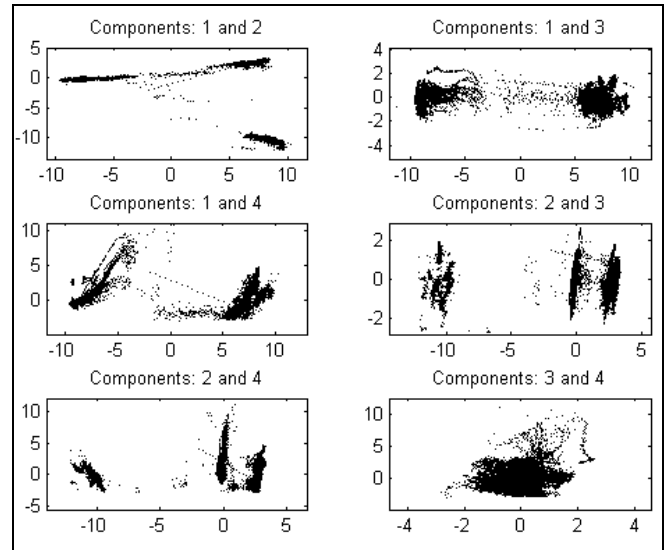 Components: 1 and 2
5
0
-5
-10
-10 -5 0 5 10
Components: 1 and 3
4
2
0
-2
-4
-10 -5 0 5 10
Components: 1 and 4
10
5
0
-10 -5 0 5 10
Components: 2 and 3
2
0
-2
-10 -5 0 5
Components: 2 and 4
10
5
0
-5
-10 -5 0 5
Components: 3 and 4
10
5
0
-4 -2 0 2 4